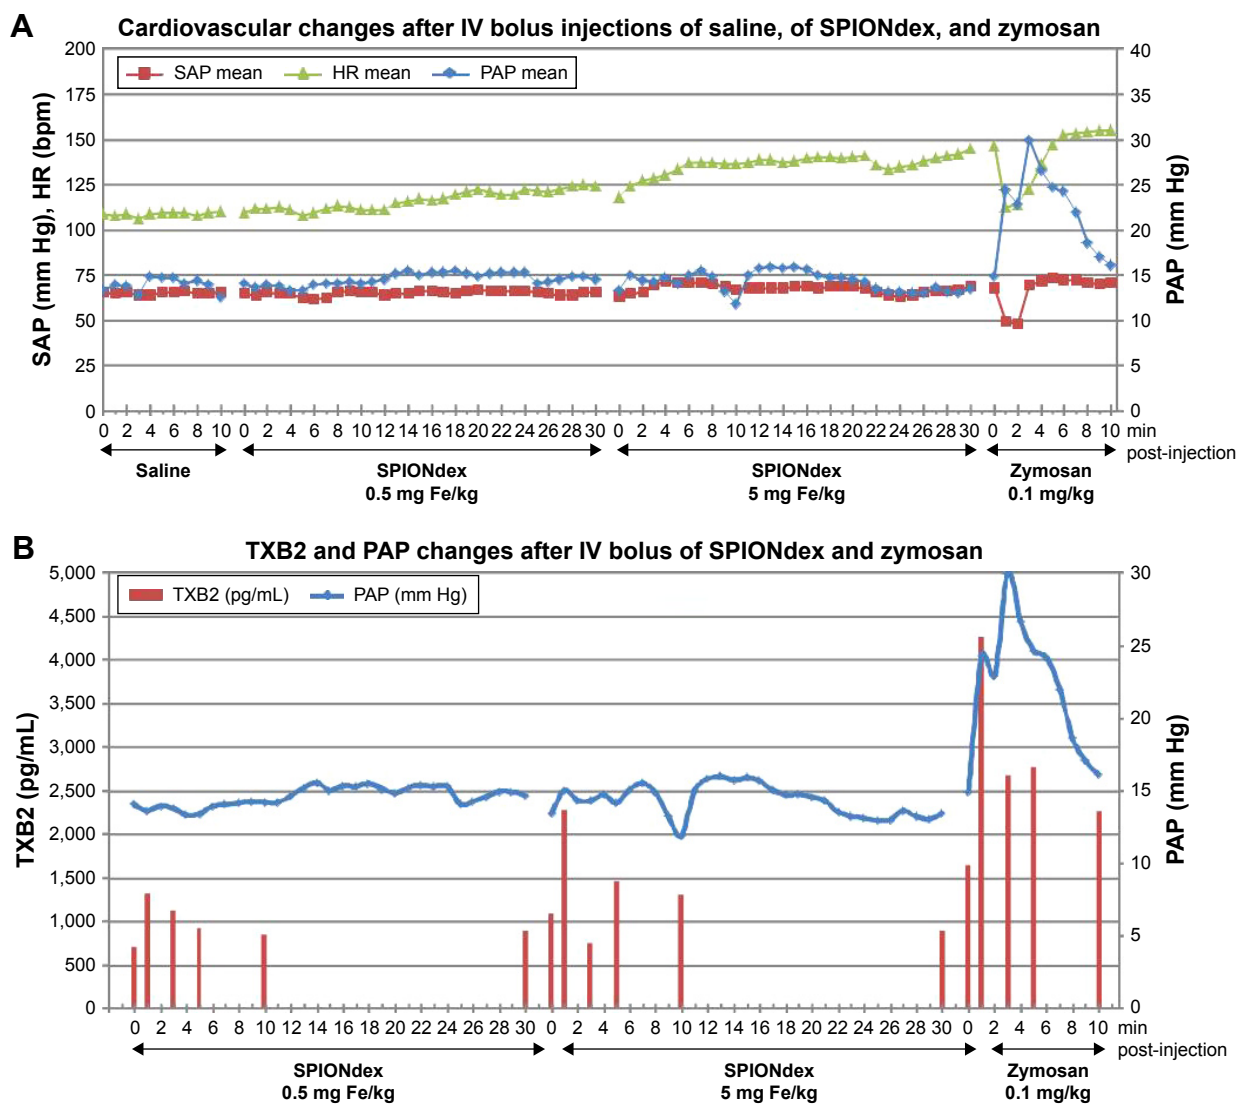 A
Cardiovascular changes after IV bolus injections of saline, of SPIONdex, and zymosan
SAP mean HR mean PAP mean
SAP (mm Hg), HR (bpm)
200
175
150
125
100
75
50
25
0
PAP (mm Hg)
40
35
30
25
20
15
10
5
0
0 2 4 6 8 10 0 2 4 6 8 10 12 14 16 18 20 22 24 26 28 30 0 2 4 6 8 10 12 14 16 18 20 22 24 26 28 30 0 2 4 6 8 10 min
post-injection
Saline
SPIONdex
0.5 mg Fe/kg
SPIONdex
5 mg Fe/kg
Zymosan
0.1 mg/kg
B
TXB2 and PAP changes after IV bolus of SPIONdex and zymosan
TXB2 (pg/mL) PAP (mm Hg)
TXB2 (pg/mL)
5,000
4,500
4,000
3,500
3,000
2,500
2,000
1,500
1,000
500
0
PAP (mm Hg)
30
25
20
15
10
5
0
0 2 4 6 8 10 12 14 16 18 20 22 24 26 28 30 0 2 4 6 8 10 12 14 16 18 20 22 24 26 28 30 0 2 4 6 8 10 min
post-injection
SPIONdex
0.5 mg Fe/kg
SPIONdex
5 mg Fe/kg
Zymosan
0.1 mg/kg